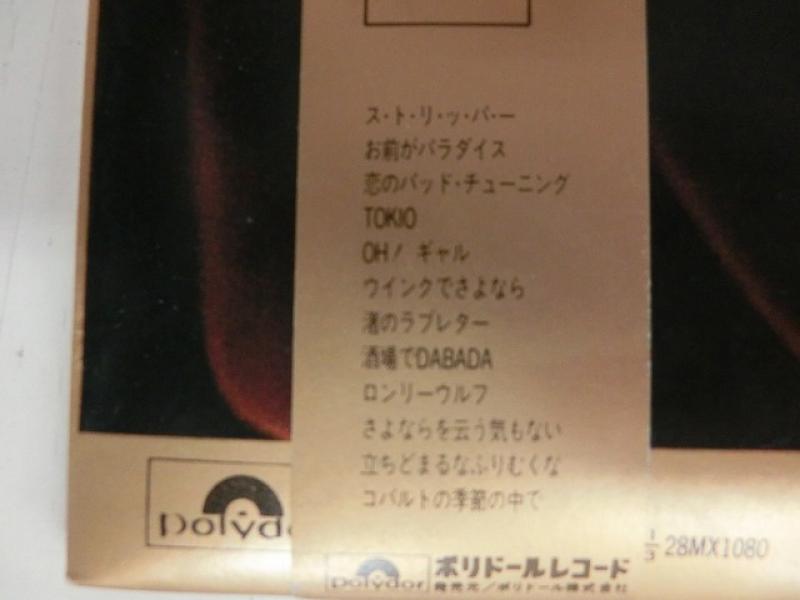 ス・ト・リ・ッ・パ・ー
お前がパラダイス
恋のバッド・チューニング
TOKIO
OH! ギャル
ウインクでさよなら
渚のラブレター
酒場でDABADA
ロンリーウルフ
さよならを云う気もない
立ちどまるなふりむくな
コバルトの季節の中で
polydo
polydor ポリドールレコード
発売元/ポリドール株式会社
1/3 28MX1080